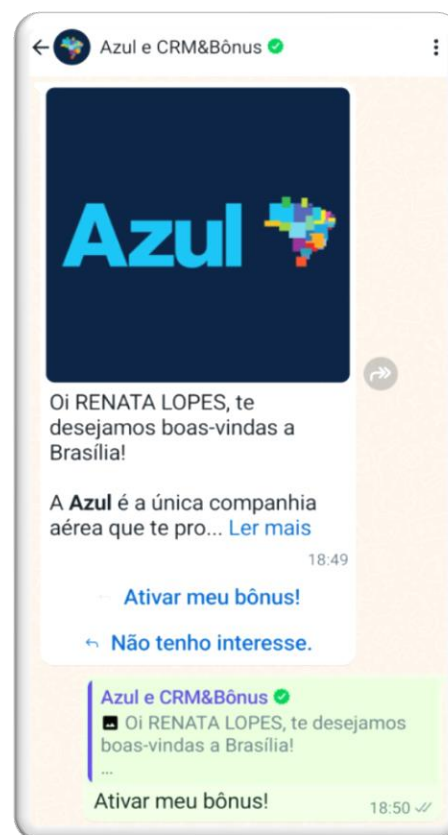 Azul e CRM&Bônus
Azul
Oi RENATA LOPES, te
desejamos boas-vindas a
Brasília!
A Azul é a única companhia
aérea que te pro... Ler mais
18:49
Ativar meu bônus!
Não tenho interesse.
Azul e CRM&Bônus
Oi RENATA LOPES, te desejamos
boas-vindas a Brasília!
...
Ativar meu bônus!
18:50